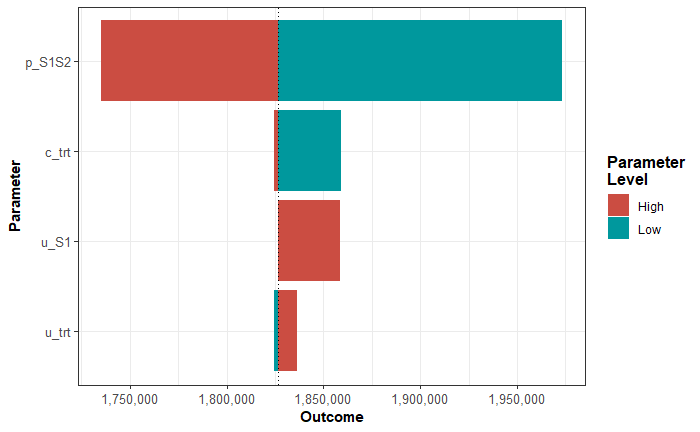 p_S1S2
c_trt
u_S1
u_trt
Parameter
1,750,000
1,800,000
1,850,000
1,900,000
1,950,000
Outcome
Parameter
Level
High
Low